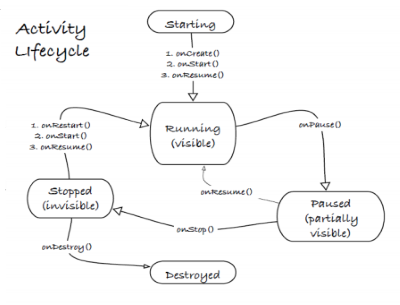 Activity
LIfecycle
Starting
1. onCreate()
2. onStart()
3. onResume()
1. onRestart()
2. onStart()
3. onResume()
Running
(visible)
onPause()
onResume()
Stopped
(invisible)
Paused
(partially
visible)
onStop()
onDestroy()
Destroyed